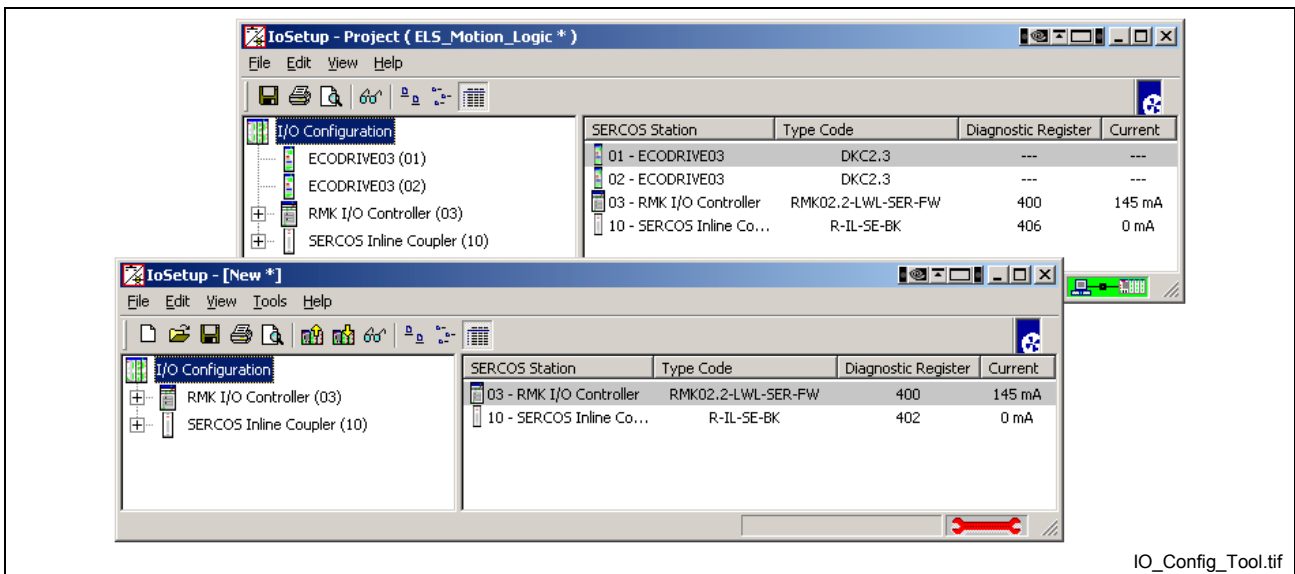 IoSetup - Project ( ELS_Motion_Logic * )
File Edit View Help
I/O Configuration
ECODRIVE03 (01)
ECODRIVE03 (02)
RMK I/O Controller (03)
SERCOS Inline Coupler (10)
SERCOS Station Type Code Diagnostic Register Current
01 - ECODRIVE03 DKC2.3 --- ---
02 - ECODRIVE03 DKC2.3 --- ---
03 - RMK I/O Controller RMK02.2-LWL-SER-FW 400 145 mA
10 - SERCOS Inline Co... R-IL-SE-BK 406 0 mA
IoSetup - [New *]
File Edit View Tools Help
I/O Configuration
RMK I/O Controller (03)
SERCOS Inline Coupler (10)
SERCOS Station Type Code Diagnostic Register Current
03 - RMK I/O Controller RMK02.2-LWL-SER-FW 400 145 mA
10 - SERCOS Inline Co... R-IL-SE-BK 402 0 mA
IO_Config_Tool.tif